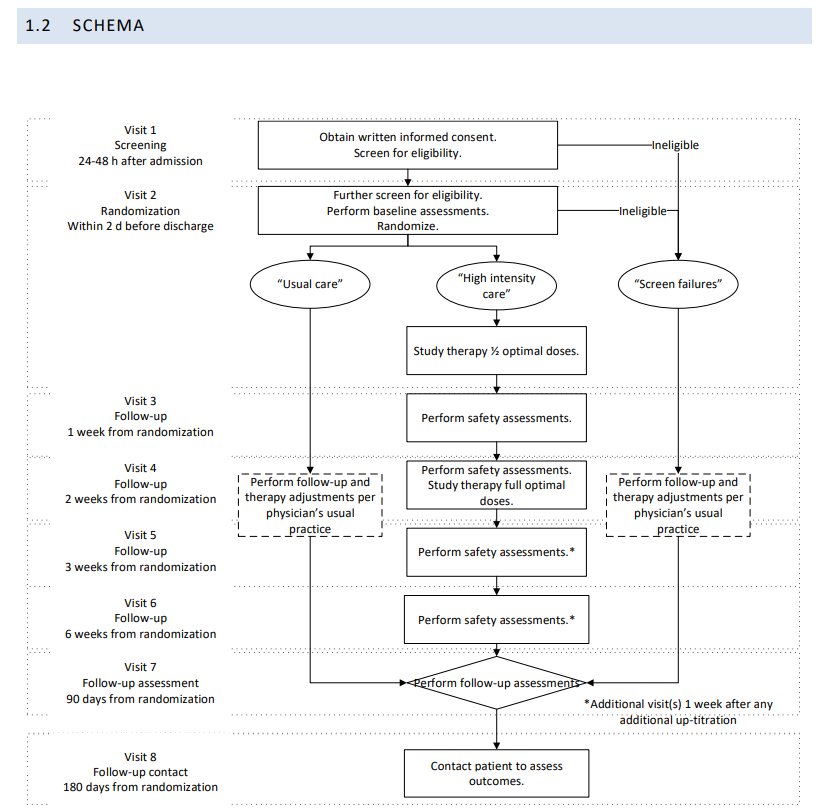 1.2 SCHEMA
Visit 1
Screening
24-48 h after admission
Obtain written informed consent.
Screen for eligibility.
Ineligible
Visit 2
Randomization
Within 2 d before discharge
Further screen for eligibility.
Perform baseline assessments.
Randomize.
Ineligible
“Usual care”
“High intensity
care”
“Screen failures”
Study therapy ½ optimal doses.
Visit 3
Follow-up
1 week from randomization
Perform safety assessments.
Visit 4
Follow-up
2 weeks from randomization
Perform follow-up and
therapy adjustments per
physician’s usual
practice
Perform safety assessments.
Study therapy full optimal
doses.
Perform follow-up and
therapy adjustments per
physician’s usual
practice
Visit 5
Follow-up
3 weeks from randomization
Perform safety assessments.*
Visit 6
Follow-up
6 weeks from randomization
Perform safety assessments.*
Visit 7
Follow-up assessment
90 days from randomization
Perform follow-up assessments
*Additional visit(s) 1 week after any
additional up-titration
Visit 8
Follow-up contact
180 days from randomization
Contact patient to assess
outcomes.